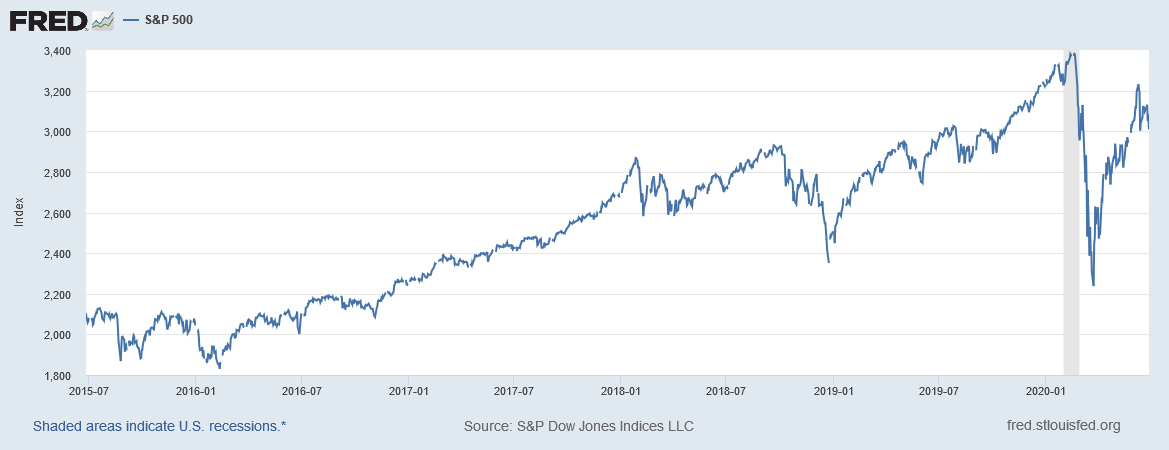 FRED
S&P 500
3,400
3,200
3,000
2,800
2,600
2,400
2,200
2,000
1,800
Index
2015-07 2016-01 2016-07 2017-01 2017-07 2018-01 2018-07 2019-01 2019-07 2020-01
Shaded areas indicate U.S. recessions.* Source: S&P Dow Jones Indices LLC fred.stlouisfed.org